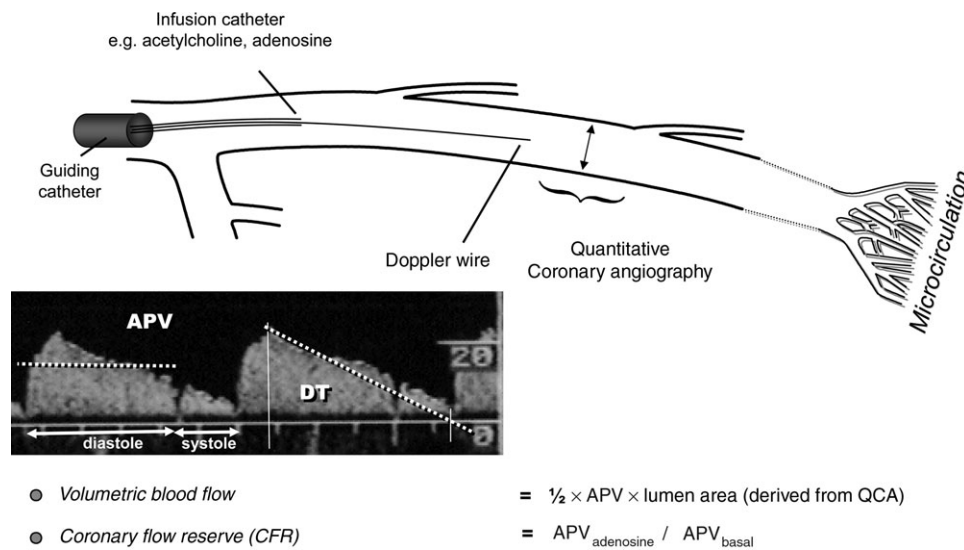 Infusion catheter
e.g. acetylcholine, adenosine
Guiding
catheter
Doppler wire
Quantitative
Coronary angiography
Microcirculation
APV
20
DT
0
diastole
systole
Volumetric blood flow
= ½ × APV × lumen area (derived from QCA)
Coronary flow reserve (CFR)
= APVadenosine / APVbasal